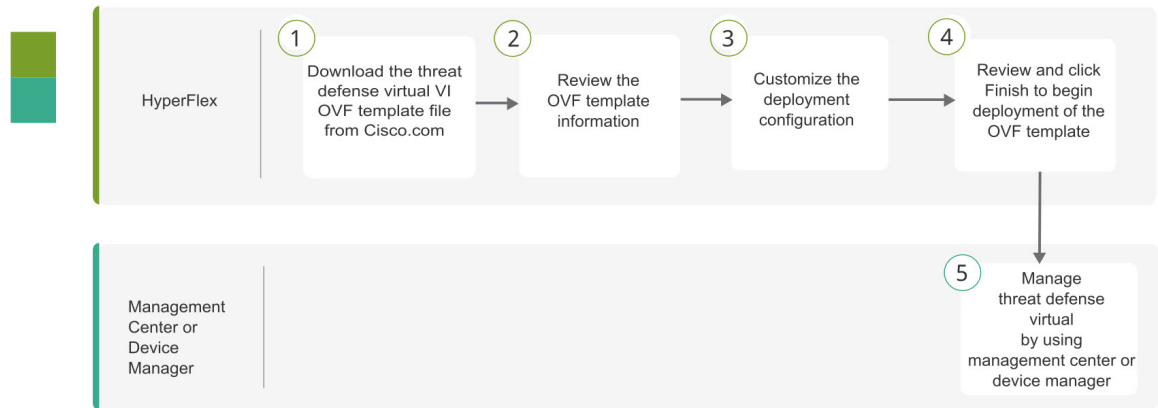 HyperFlex
1
Download the threat
defense virtual VI
OVF template file
from Cisco.com
2
Review the
OVF template
information
3
Customize the
deployment
configuration
4
Review and click
Finish to begin
deployment of the
OVF template
Management
Center or
Device
Manager
5
Manage
threat defense
virtual
by using
management center or
device manager